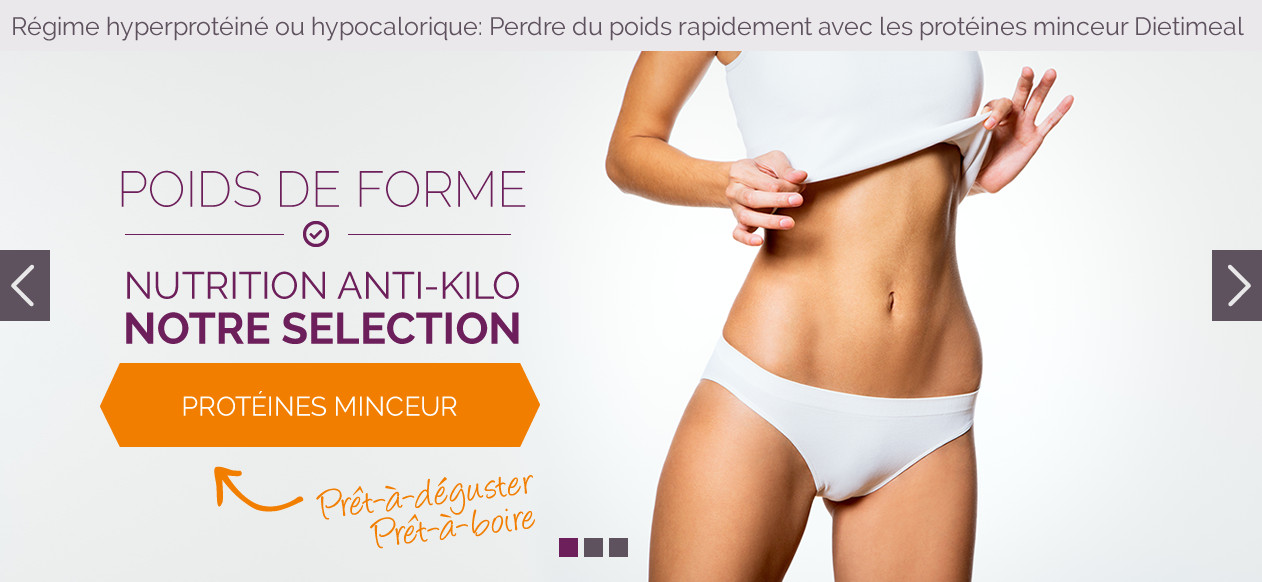 Régime hyperprotéiné ou hypocalorique: Perdre du poids rapidement avec les protéines minceur Dietimeal
POIDS DE FORME
NUTRITION ANTI-KILO
NOTRE SELECTION
PROTÉINES MINCEUR
Prêt-à-déguster
Prêt-à-boire